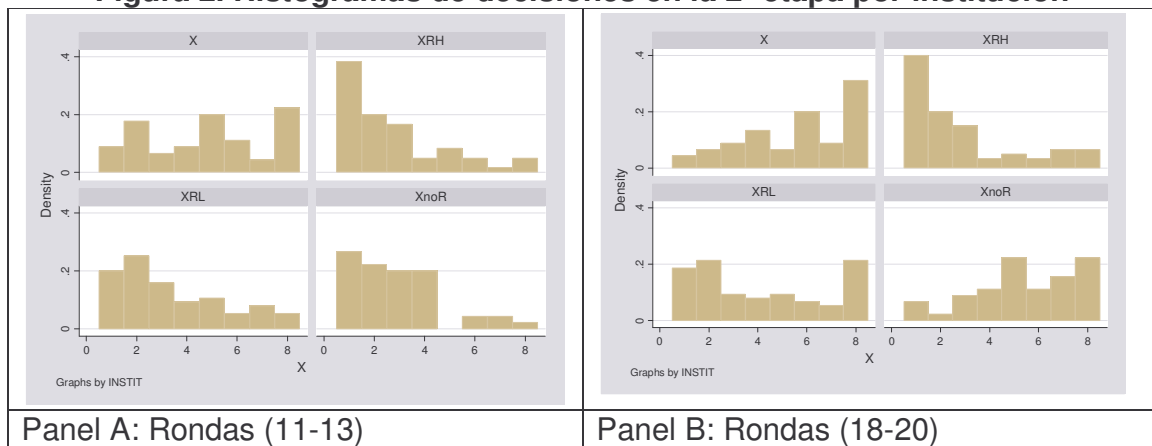 Figura 2. Histogramas de decisiones en la 2ª etapa por institución
X XRH
.4
.2
0
XRL XnoR
.4
.2
0
Density
0 2 4 6 8 0 2 4 6 8
X
Graphs by INSTIT
X XRH
.4
.2
0
XRL XnoR
.4
.2
0
Density
0 2 4 6 8 0 2 4 6 8
X
Graphs by INSTIT
Panel A: Rondas (11-13) Panel B: Rondas (18-20)